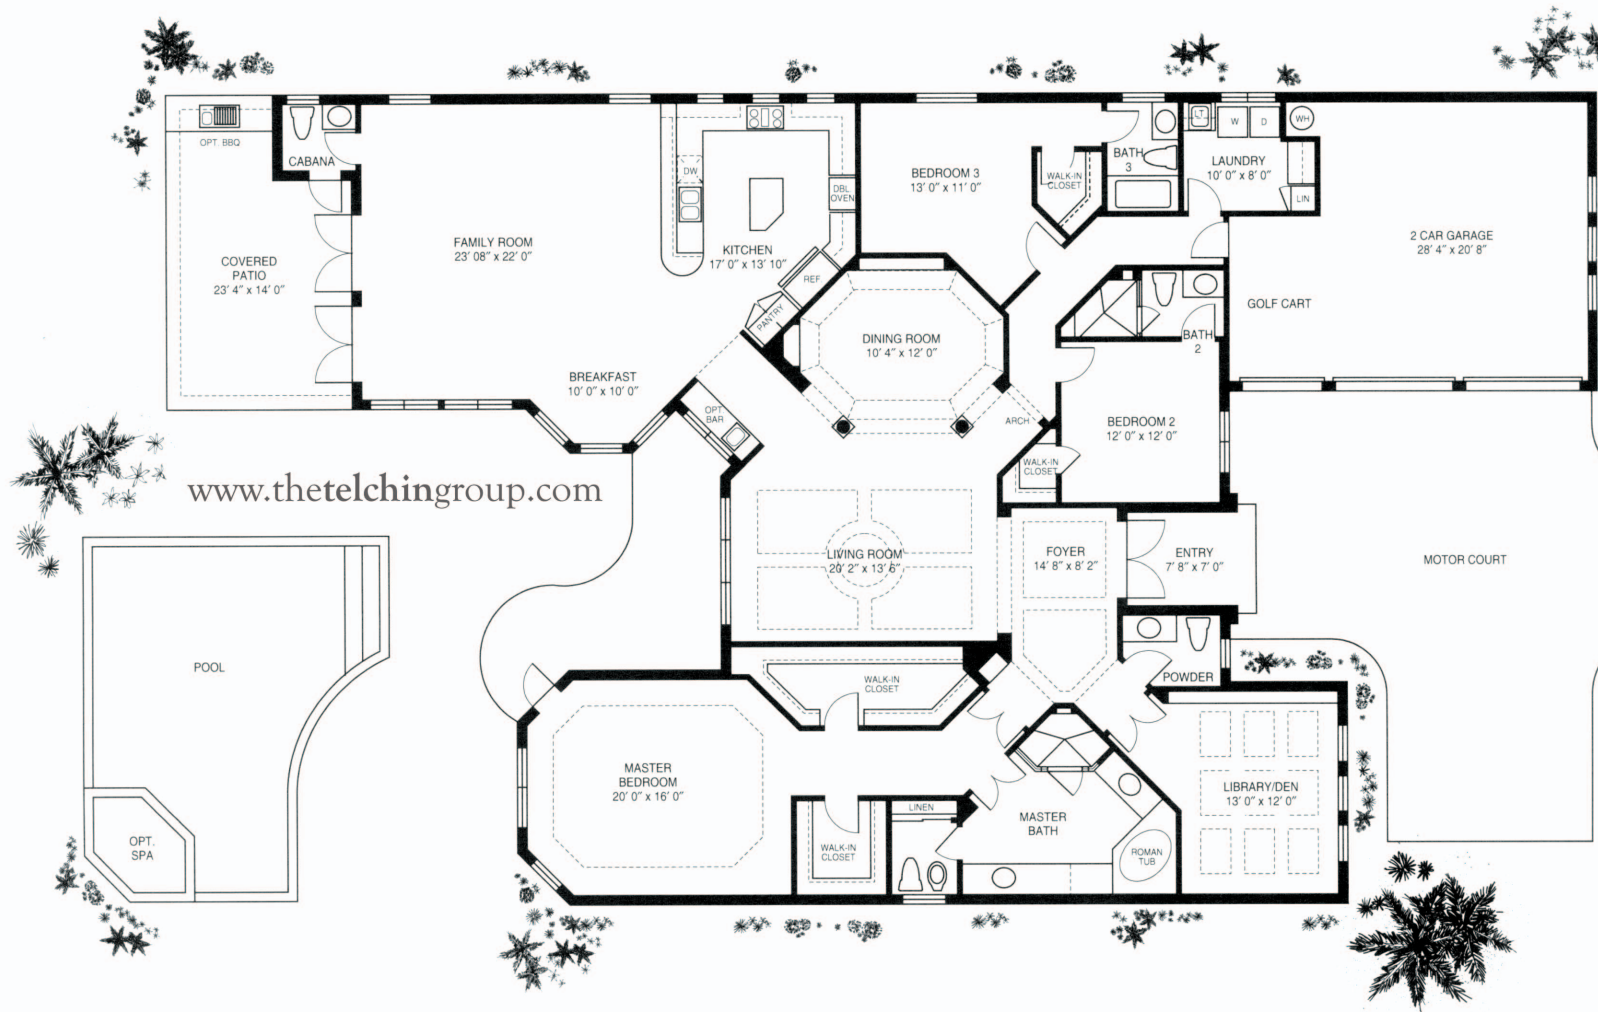 OPT. BBQ
CABANA
COVERED
PATIO
23' 4" x 14' 0"
FAMILY ROOM
23' 08" x 22' 0"
BREAKFAST
10' 0" x 10' 0"
DW
KITCHEN
17' 0" x 13' 10"
DBL.
OVEN
REF.
PANTRY
OPT.
BAR
DINING ROOM
10' 4" x 12' 0"
BEDROOM 3
13' 0" x 11' 0"
WALK-IN
CLOSET
BATH
3
LT
W
D
WH
LAUNDRY
10' 0" x 8' 0"
LIN
2 CAR GARAGE
28' 4" x 20' 8"
GOLF CART
BATH
2
ARCH
BEDROOM 2
12' 0" x 12' 0"
WALK-IN
CLOSET
www.thetelchingroup.com
LIVING ROOM
20' 2" x 13' 6"
FOYER
14' 8" x 8' 2"
ENTRY
7' 8" x 7' 0"
MOTOR COURT
POOL
OPT.
SPA
POWDER
WALK-IN
CLOSET
MASTER
BEDROOM
20' 0" x 16' 0"
WALK-IN
CLOSET
LINEN
MASTER
BATH
ROMAN
TUB
LIBRARY/DEN
13' 0" x 12' 0"